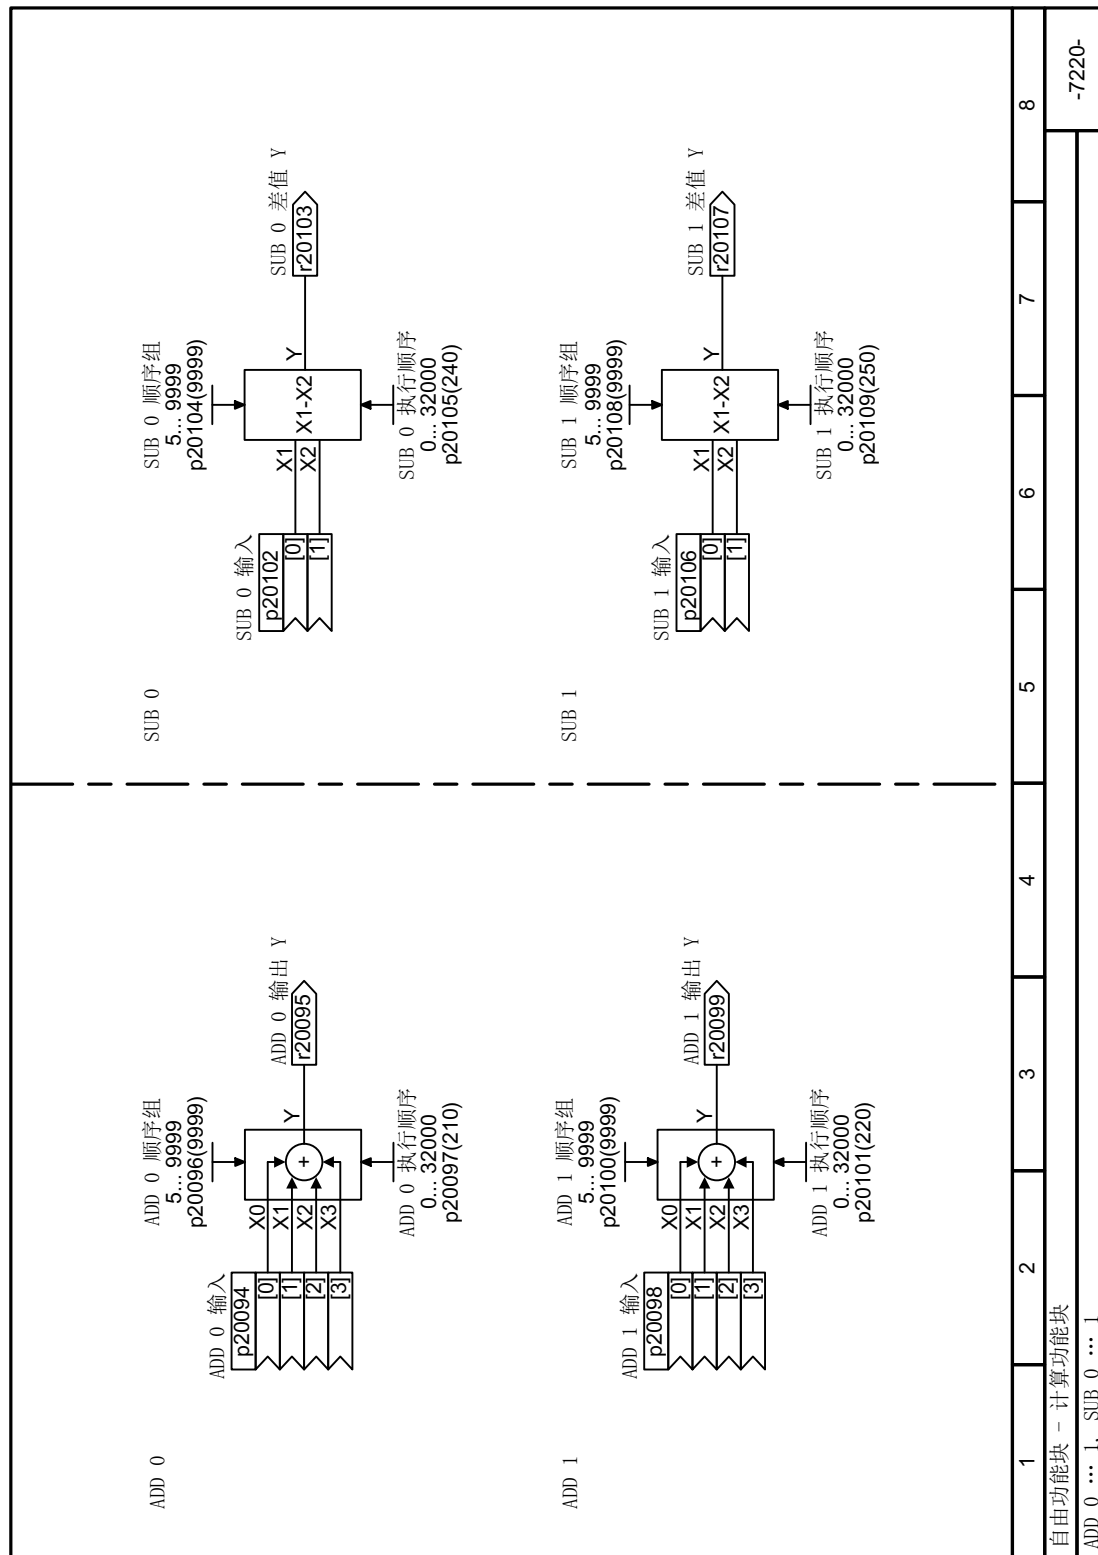 ADD 0
ADD 0 输入
p20094
[0]
[1]
[2]
[3]
X0
X1
X2
X3
ADD 0 顺序组
5... 9999
p20096(9999)
+
Y
ADD 0 执行顺序
0... 32000
p20097(210)
ADD 0 输出 Y
r20095
ADD 1
ADD 1 输入
p20098
[0]
[1]
[2]
[3]
X0
X1
X2
X3
ADD 1 顺序组
5... 9999
p20100(9999)
+
Y
ADD 1 执行顺序
0... 32000
p20101(220)
ADD 1 输出 Y
r20099
SUB 0
SUB 0 输入
p20102
[0]
[1]
X1
X2
SUB 0 顺序组
5... 9999
p20104(9999)
X1-X2
Y
SUB 0 执行顺序
0... 32000
p20105(240)
SUB 0 差值 Y
r20103
SUB 1
SUB 1 输入
p20106
[0]
[1]
X1
X2
SUB 1 顺序组
5... 9999
p20108(9999)
X1-X2
Y
SUB 1 执行顺序
0... 32000
p20109(250)
SUB 1 差值 Y
r20107
1 2 3 4 5 6 7 8
自由功能块 - 计算功能块
-7220-
ADD 0 ... 1, SUB 0 ... 1